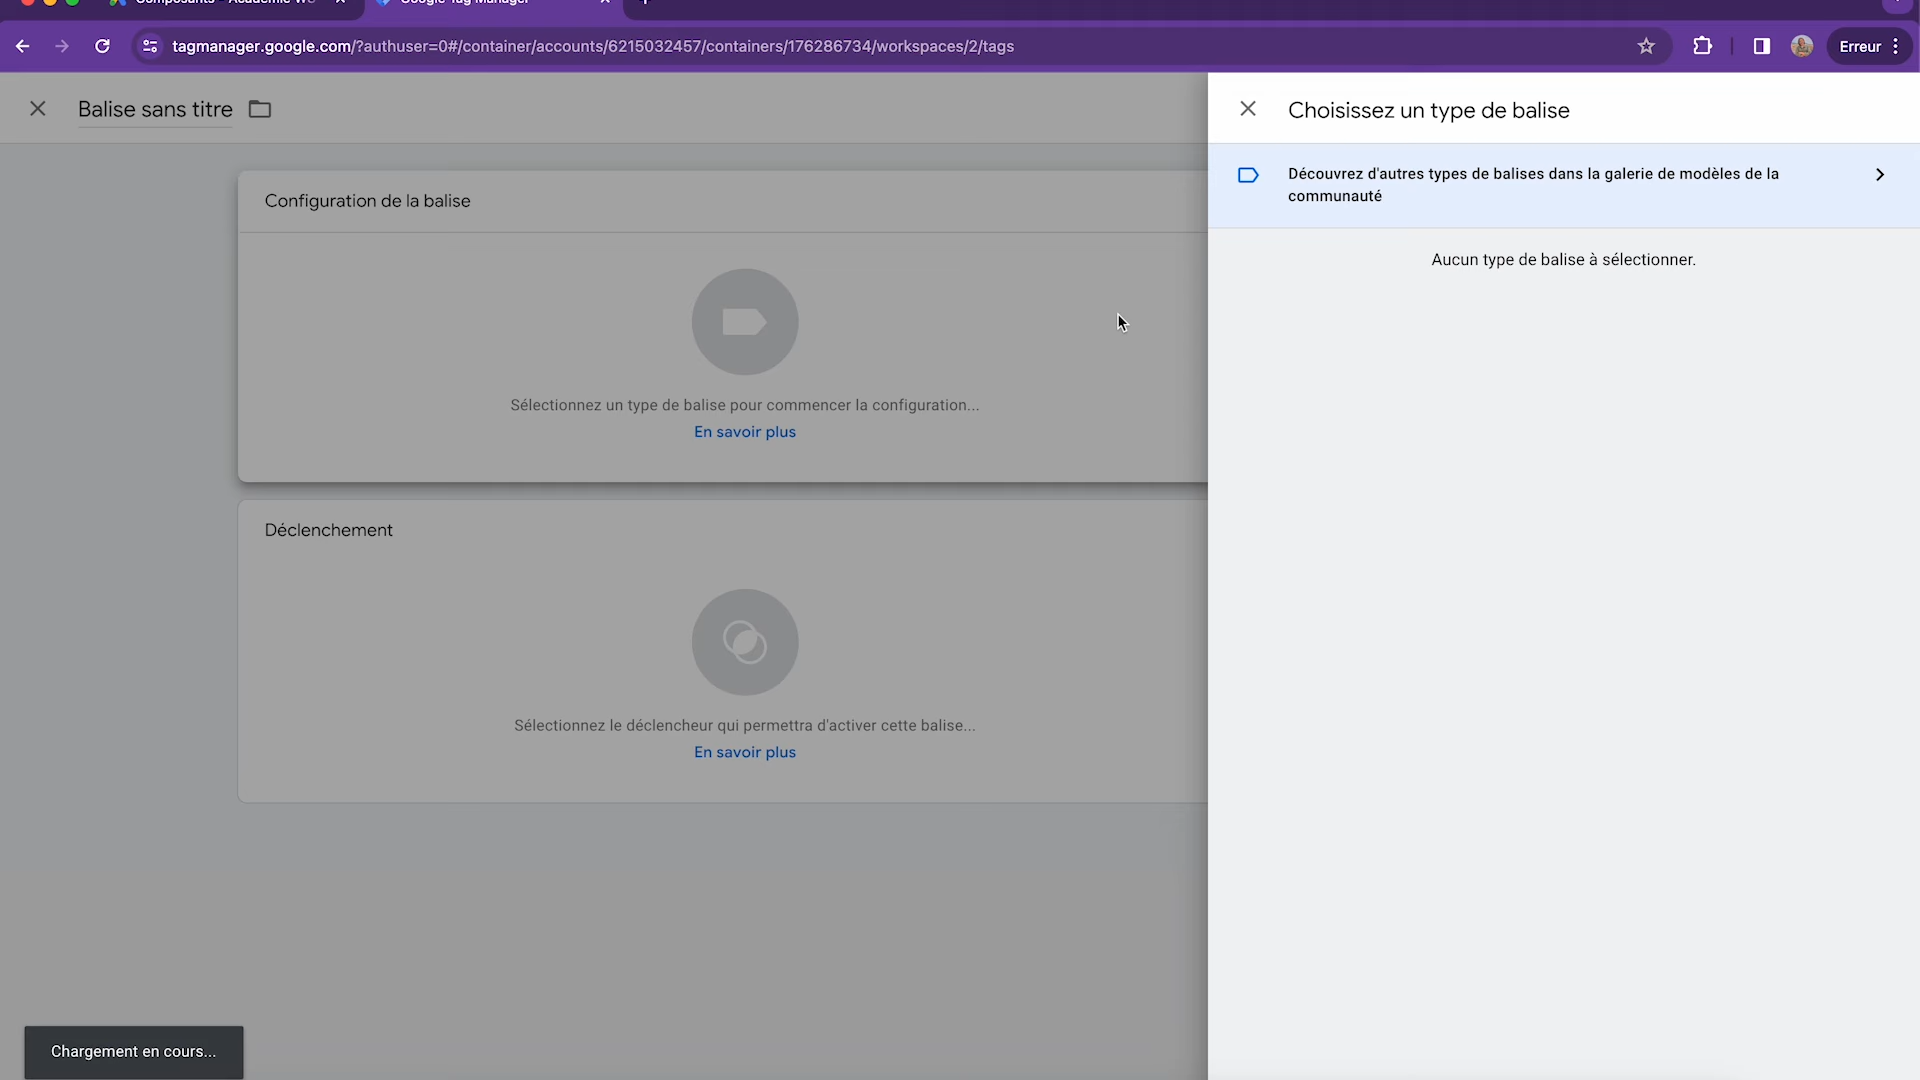 tagmanager.google.com/?authuser=0#/container/accounts/6215032457/containers/176286734/workspaces/2/tags
Erreur
Balise sans titre
Choisissez un type de balise
Découvrez d'autres types de balises dans la galerie de modèles de la
communauté
Aucun type de balise à sélectionner.
Configuration de la balise
Sélectionnez un type de balise pour commencer la configuration...
En savoir plus
Déclenchement
Sélectionnez le déclencheur qui permettra d'activer cette balise...
En savoir plus
Chargement en cours...